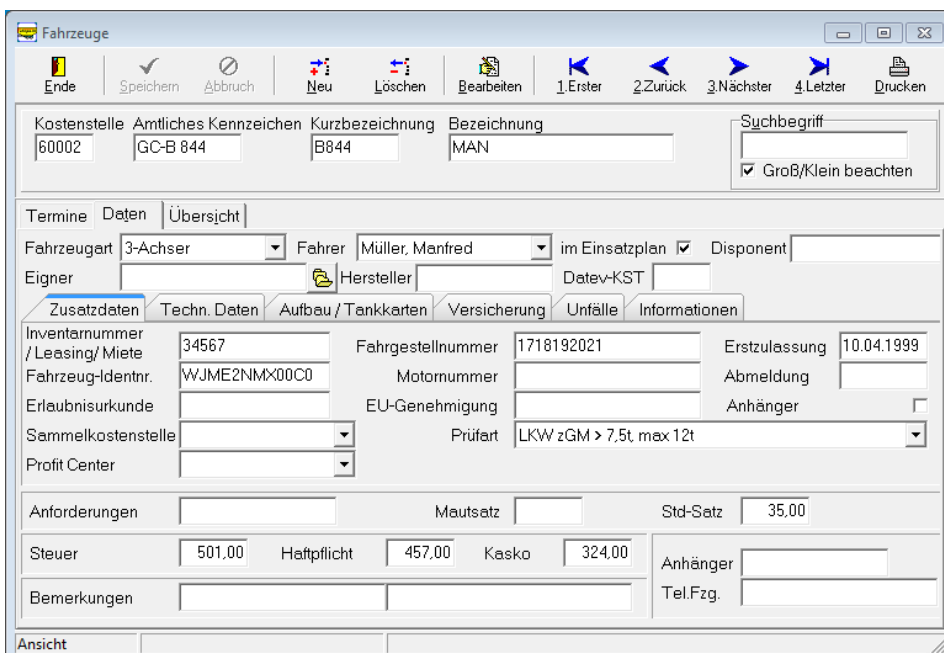 Fahrzeuge
Ende Speichern Abbruch Neu Löschen Bearbeiten 1.Erster 2.Zurück 3.Nächster 4.Letzter Drucken
Kostenstelle Amtliches Kennzeichen Kurzbezeichnung Bezeichnung Suchbegriff
60002 GC-B 844 B844 MAN
Groß/Klein beachten
Termine Daten Übersicht
Fahrzeugart 3-Achser Fahrer Müller, Manfred im Einsatzplan Disponent
Eigner Hersteller Datev-KST
Zusatzdaten Techn. Daten Aufbau / Tankkarten Versicherung Unfälle Informationen
Inventarnummer
/ Leasing/ Miete 34567 Fahrgestellnummer 1718192021 Erstzulassung 10.04.1999
Fahrzeug-Identnr. WJME2NMX00C0 Motornummer Abmeldung
Erlaubnisurkunde EU-Genehmigung Anhänger
Sammelkostenstelle Prüfart LKW zGM > 7,5t, max 12t
Profit Center
Anforderungen Mautsatz Std-Satz 35,00
Steuer 501,00 Haftpflicht 457,00 Kasko 324,00
Anhänger
Bemerkungen Tel.Fzg.
Ansicht